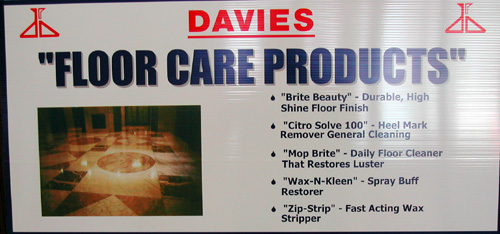 DAVIES
"FLOOR CARE PRODUCTS"
"Brite Beauty" - Durable, High
Shine Floor Finish
"Citro Solve 100" - Heel Mark
Remover General Cleaning
"Mop Brite" - Daily Floor Cleaner
That Restores Luster
"Wax-N-Kleen" - Spray Buff
Restorer
"Zip-Strip" - Fast Acting Wax
Stripper